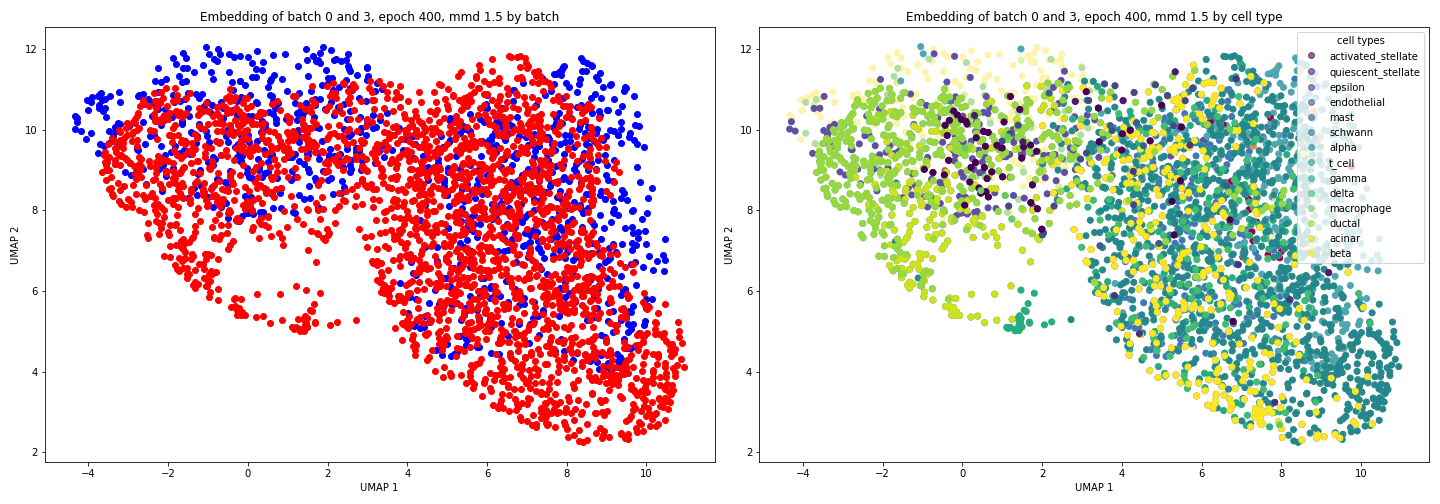 Embedding of batch 0 and 3, epoch 400, mmd 1.5 by batch
UMAP 2
12
10
8
6
4
2
−4
−2
0
2
4
6
8
10
UMAP 1
Embedding of batch 0 and 3, epoch 400, mmd 1.5 by cell type
cell types
activated_stellate
quiescent_stellate
epsilon
endothelial
mast
schwann
alpha
t_cell
gamma
delta
macrophage
ductal
acinar
beta
UMAP 2
12
10
8
6
4
2
−4
−2
0
2
4
6
8
10
UMAP 1